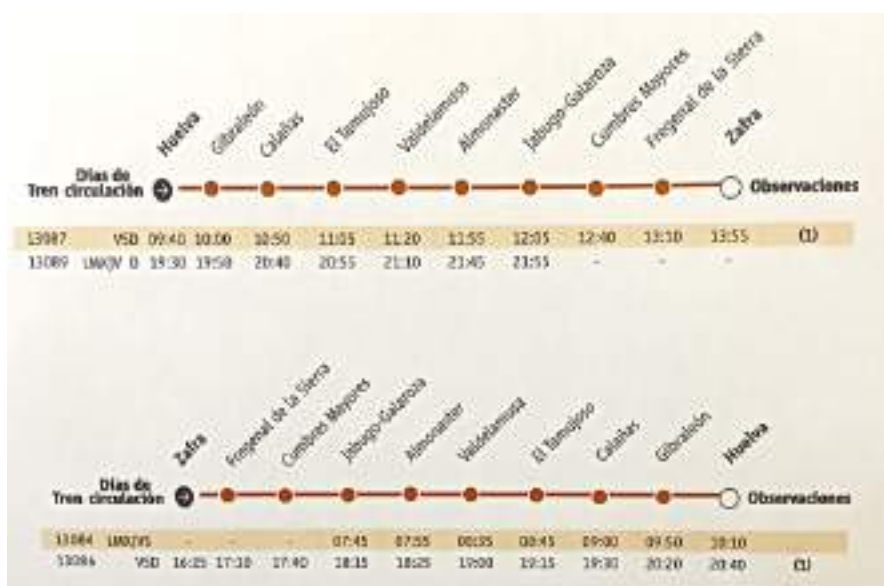 Huelva Gibraleón Calañas El Tamujoso Valdelamusa Almonaster Jabugo-Galaroza Cumbres Mayores Fregenal de la Sierra Zafra
Días de
Tren circulación Observaciones
13987 VSD 09:40 10:00 10:50 11:05 11:20 11:55 12:05 12:40 13:10 13:55 (1)
13089 LMXJV D 19:30 19:50 20:40 20:55 21:10 21:45 21:55 - - -
Zafra Fregenal de la Sierra Cumbres Mayores Jabugo-Galaroza Almonaster Valdelamusa El Tamujoso Calañas Gibraleón Huelva
Días de
Tren circulación Observaciones
13084 LMXJVS - - - 07:45 07:55 08:35 08:45 09:00 09:50 10:10
13086 VSD 16:25 17:10 17:40 18:15 18:25 19:00 19:15 19:30 20:20 20:40 (1)